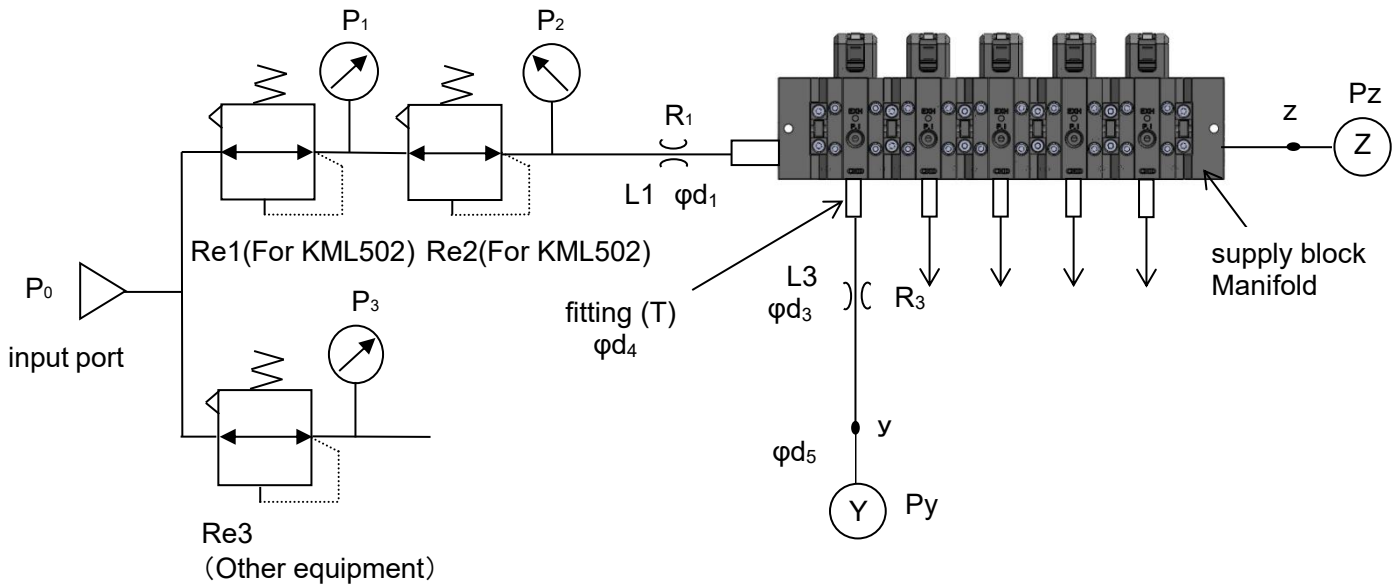 P₁
P₂
R₁
L1 φd₁
Pz
z
Z
Re1(For KML502) Re2(For KML502)
supply block
Manifold
P₀
input port
P₃
fitting (T)
φd₄
L3
φd₃
R₃
y
φd₅
Y
Py
Re3
（Other equipment）